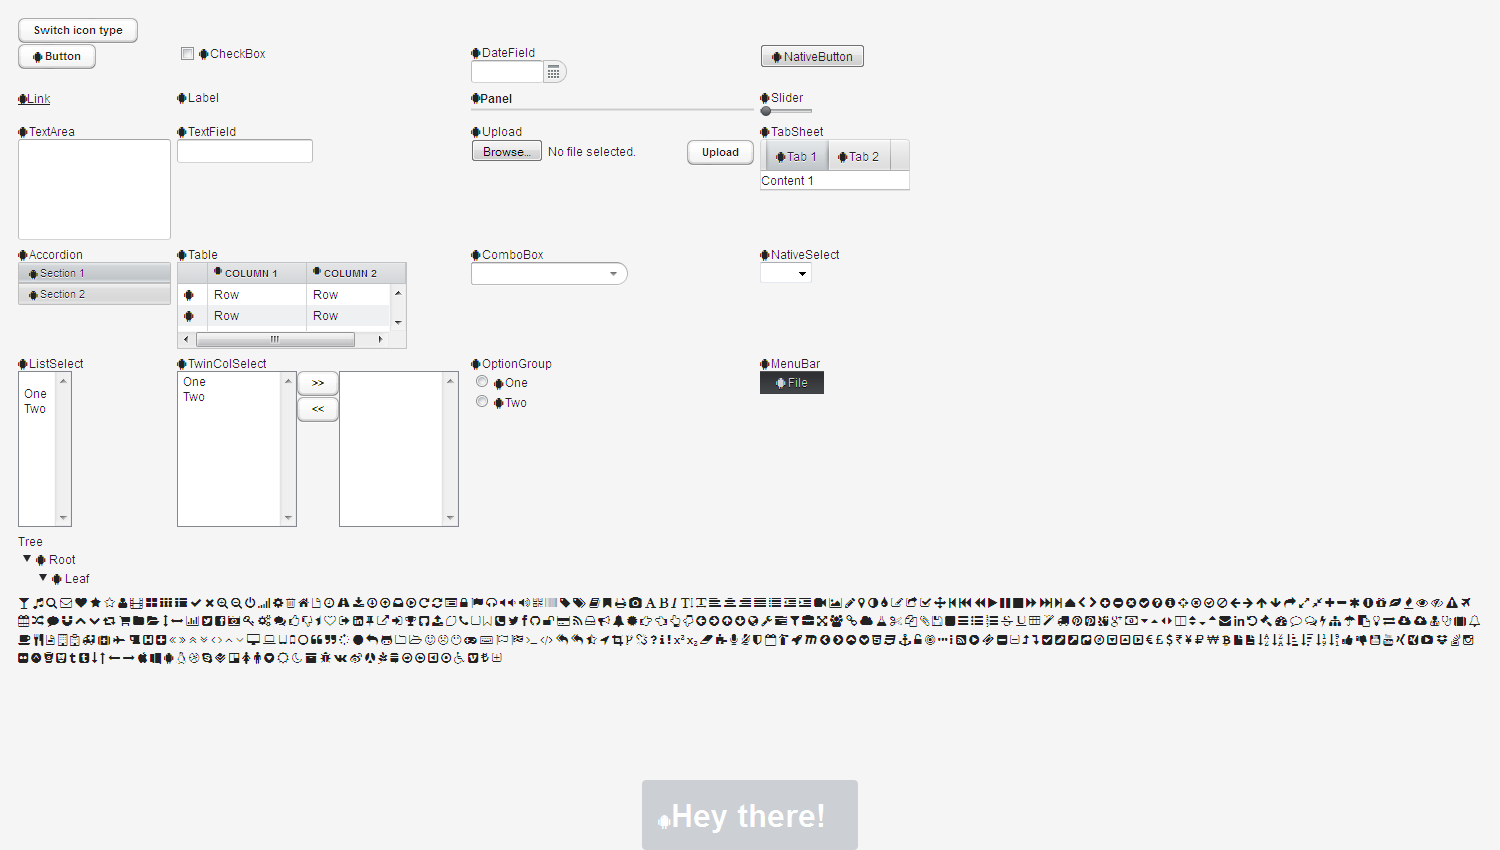 Switch icon type
Button
CheckBox
DateField
NativeButton
Link
Label
Panel
Slider
TextArea
TextField
Upload
Browse... No file selected. Upload
TabSheet
Tab 1 Tab 2
Content 1
Accordion
Section 1
Section 2
Table
COLUMN 1 COLUMN 2
Row Row
Row Row
ComboBox
NativeSelect
ListSelect
One
Two
TwinColSelect
One
Two
>>
<<
OptionGroup
One
Two
MenuBar
File
Tree
Root
Leaf
Hey there!